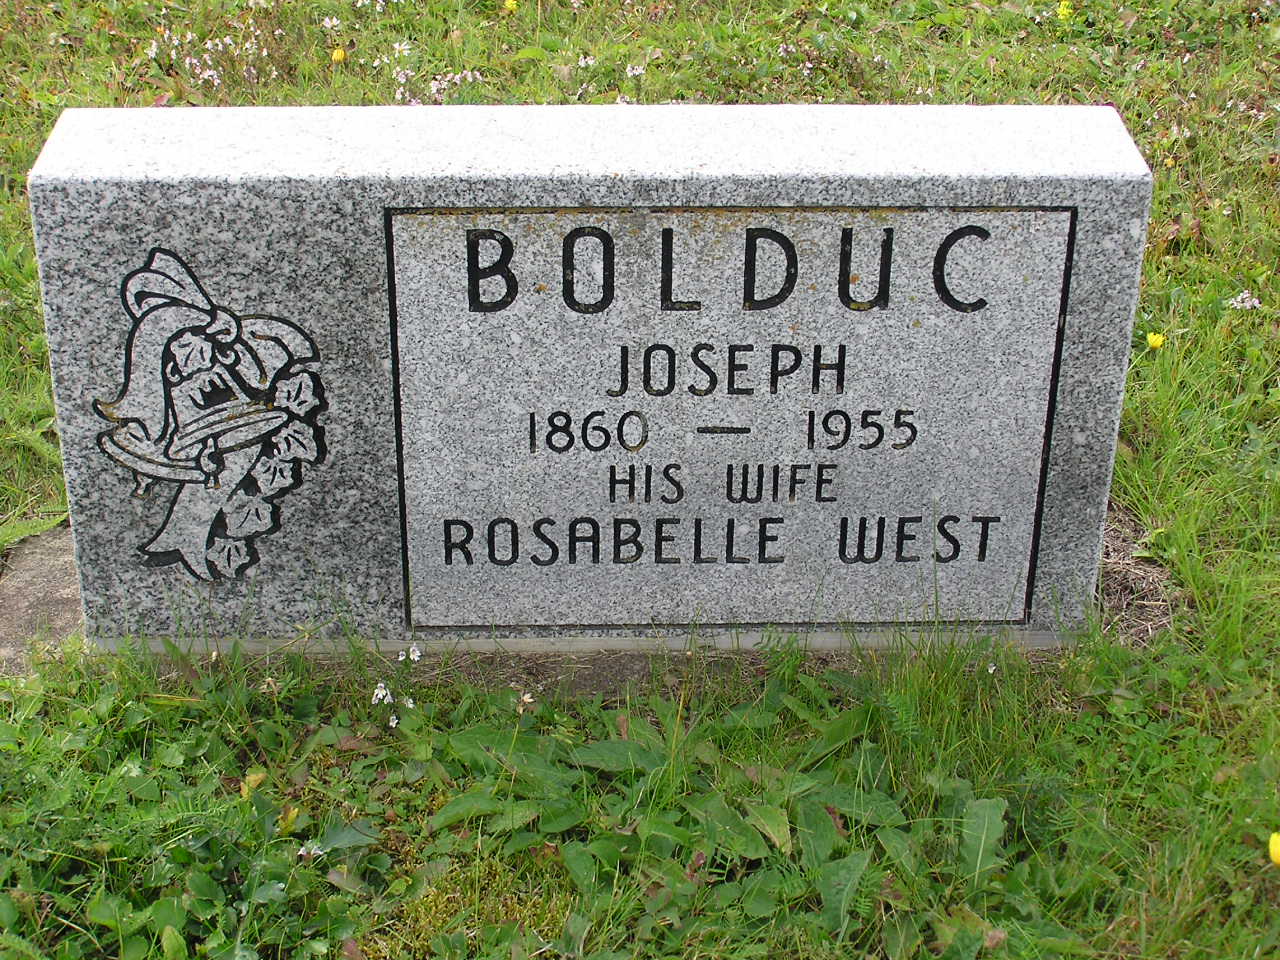 BOLDUC
JOSEPH
1860 — 1955
HIS WIFE
ROSABELLE WEST